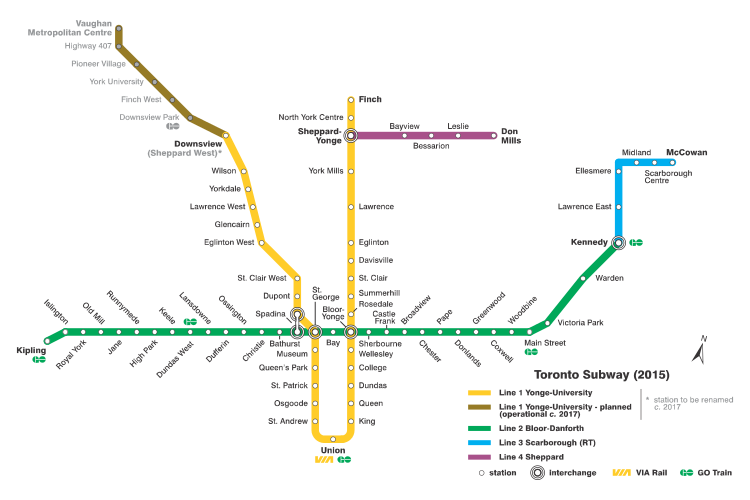 Vaughan
Metropolitan Centre
Highway 407
Pioneer Village
York University
Finch West
Downsview Park
GO
Downsview
(Sheppard West)*
Wilson
Yorkdale
Lawrence West
Glencairn
Eglinton West
St. Clair West
Dupont
Spadina
St.
George
Finch
North York Centre
Sheppard-
Yonge
Bayview
Bessarion
Leslie
Don
Mills
York Mills
Lawrence
Eglinton
Davisville
St. Clair
Summerhill
Rosedale
Bloor-
Yonge
McCowan
Midland
Scarborough
Centre
Ellesmere
Lawrence East
Kennedy
GO
Warden
Victoria Park
Main Street
GO
Kipling
GO
Islington
Royal York
Old Mill
Jane
Runnymede
High Park
Keele
Dundas West
Lansdowne
GO
Dufferin
Ossington
Christie
Bathurst
Bay
Sherbourne
Castle
Frank
Broadview
Chester
Pape
Donlands
Greenwood
Coxwell
Woodbine
Museum
Queen's Park
St. Patrick
Osgoode
St. Andrew
Wellesley
College
Dundas
Queen
King
Union
VIA GO
N
Toronto Subway (2015)
Line 1 Yonge-University
Line 1 Yonge-University - planned
(operational c. 2017)
* station to be renamed
c. 2017
Line 2 Bloor-Danforth
Line 3 Scarborough (RT)
Line 4 Sheppard
station
interchange
VIA VIA Rail
GO GO Train